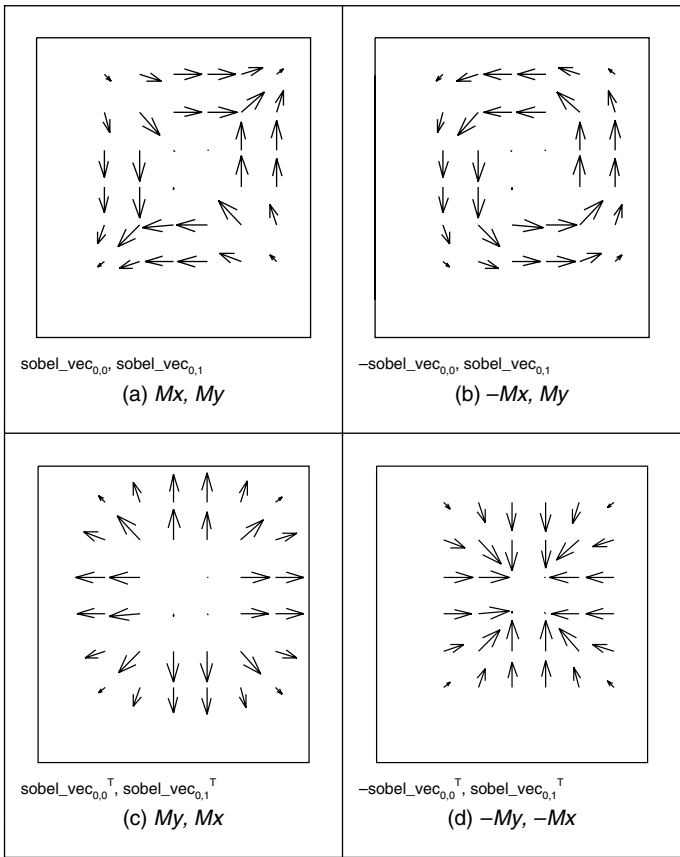 sobel_vec0,0, sobel_vec0,1
(a) Mx, My
–sobel_vec0,0, sobel_vec0,1
(b) –Mx, My
sobel_vec0,0T, sobel_vec0,1T
(c) My, Mx
–sobel_vec0,0T, sobel_vec0,1T
(d) –My, –Mx